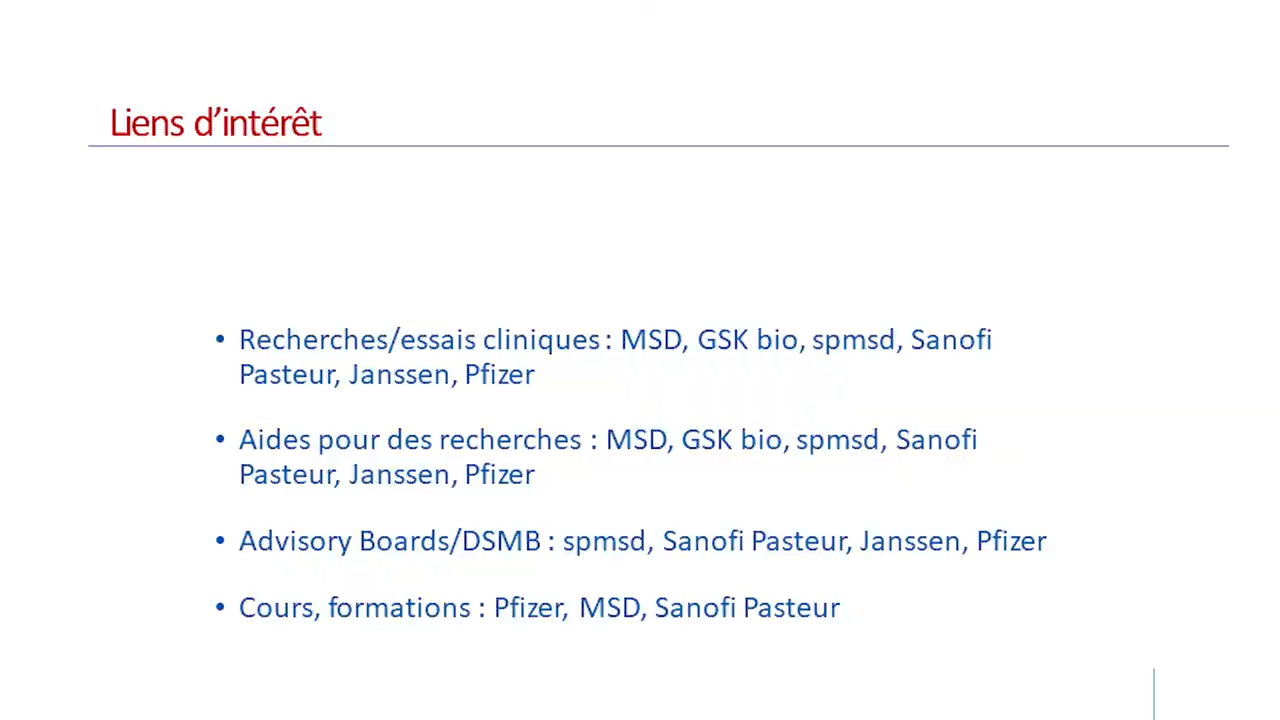 Liens d’intérêt
• Recherches/essais cliniques : MSD, GSK bio, spmsd, Sanofi
Pasteur, Janssen, Pfizer
• Aides pour des recherches : MSD, GSK bio, spmsd, Sanofi
Pasteur, Janssen, Pfizer
• Advisory Boards/DSMB : spmsd, Sanofi Pasteur, Janssen, Pfizer
• Cours, formations : Pfizer, MSD, Sanofi Pasteur